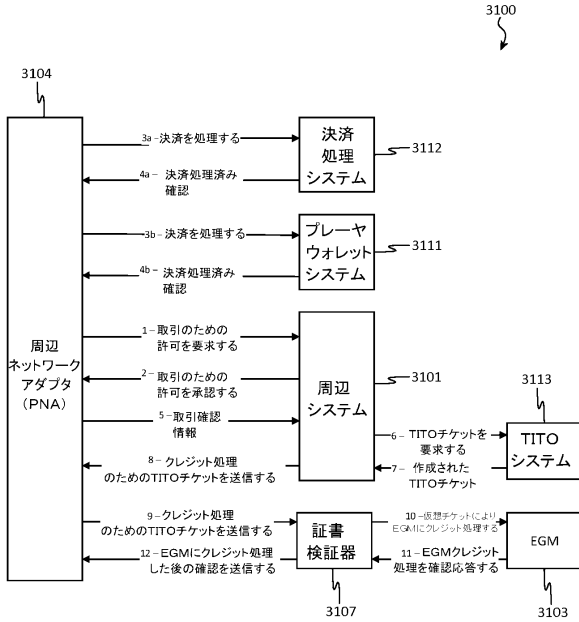 3100
3104
周辺
ネットワーク
アダプタ
(PNA)
3a-決済を処理する
4a-決済処理済み
確認
決済
処理
システム
3112
3b-決済を処理する
4b-決済処理済み
確認
プレーヤ
ウォレット
システム
3111
1-取引のための
許可を要求する
2-取引のための
許可を承認する
5-取引確認
情報
8-クレジット処理
のためのTITOチケットを送信する
周辺
システム
3101
6-TITOチケットを
要求する
7-作成された
TITOチケット
3113
TITO
システム
9-クレジット処理
のためのTITOチケットを送信する
12-EGMにクレジット処理
した後の確認を送信する
証書
検証器
3107
10-仮想チケットにより
EGMにクレジット処理する
11-EGMクレジット
処理を確認応答する
EGM
3103